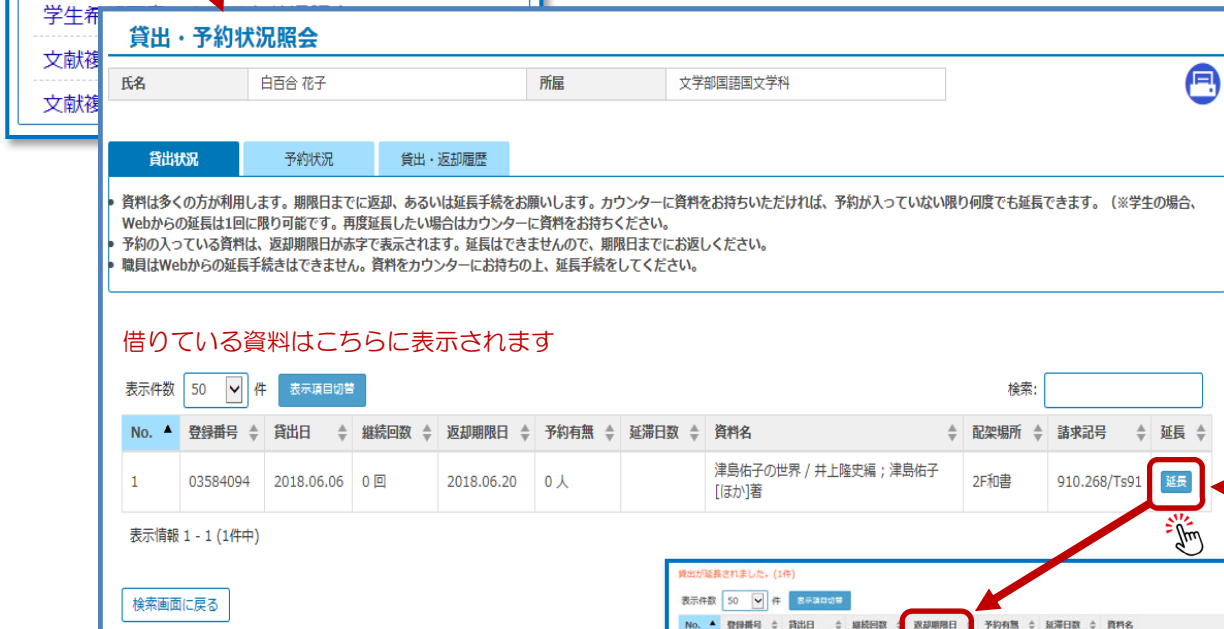 学生希
文献複
文献複
貸出・予約状況照会
氏名 白百合 花子 所属 文学部国語国文学科
貸出状況 予約状況 貸出・返却履歴
資料は多くの方が利用します。期限日までに返却、あるいは延長手続をお願いします。カウンターに資料をお持ちいただければ、予約が入っていない限り何度でも延長できます。（※学生の場合、
Webからの延長は1回に限り可能です。再度延長したい場合はカウンターに資料をお持ちください。
予約の入っている資料は、返却期限日が赤字で表示されます。延長はできませんので、期限日までにお返しください。
職員はWebからの延長手続きはできません。資料をカウンターにお持ちの上、延長手続をしてください。
借りている資料はこちらに表示されます
表示件数 50 件 表示項目切替 検索:
No. 登録番号 貸出日 継続回数 返却期限日 予約有無 延滞日数 資料名 配架場所 請求記号 延長
1 03584094 2018.06.06 0 回 2018.06.20 0 人 津島佑子の世界 / 井上隆史編 ; 津島佑子
[ほか]著 2F和書 910.268/Ts91 延長
表示情報 1 - 1 (1件中)
検索画面に戻る
貸出が延長されました。(1件)
表示件数 50 件 表示項目切替
No. 登録番号 貸出日 継続回数 返却期限日 予約有無 延滞日数 資料名